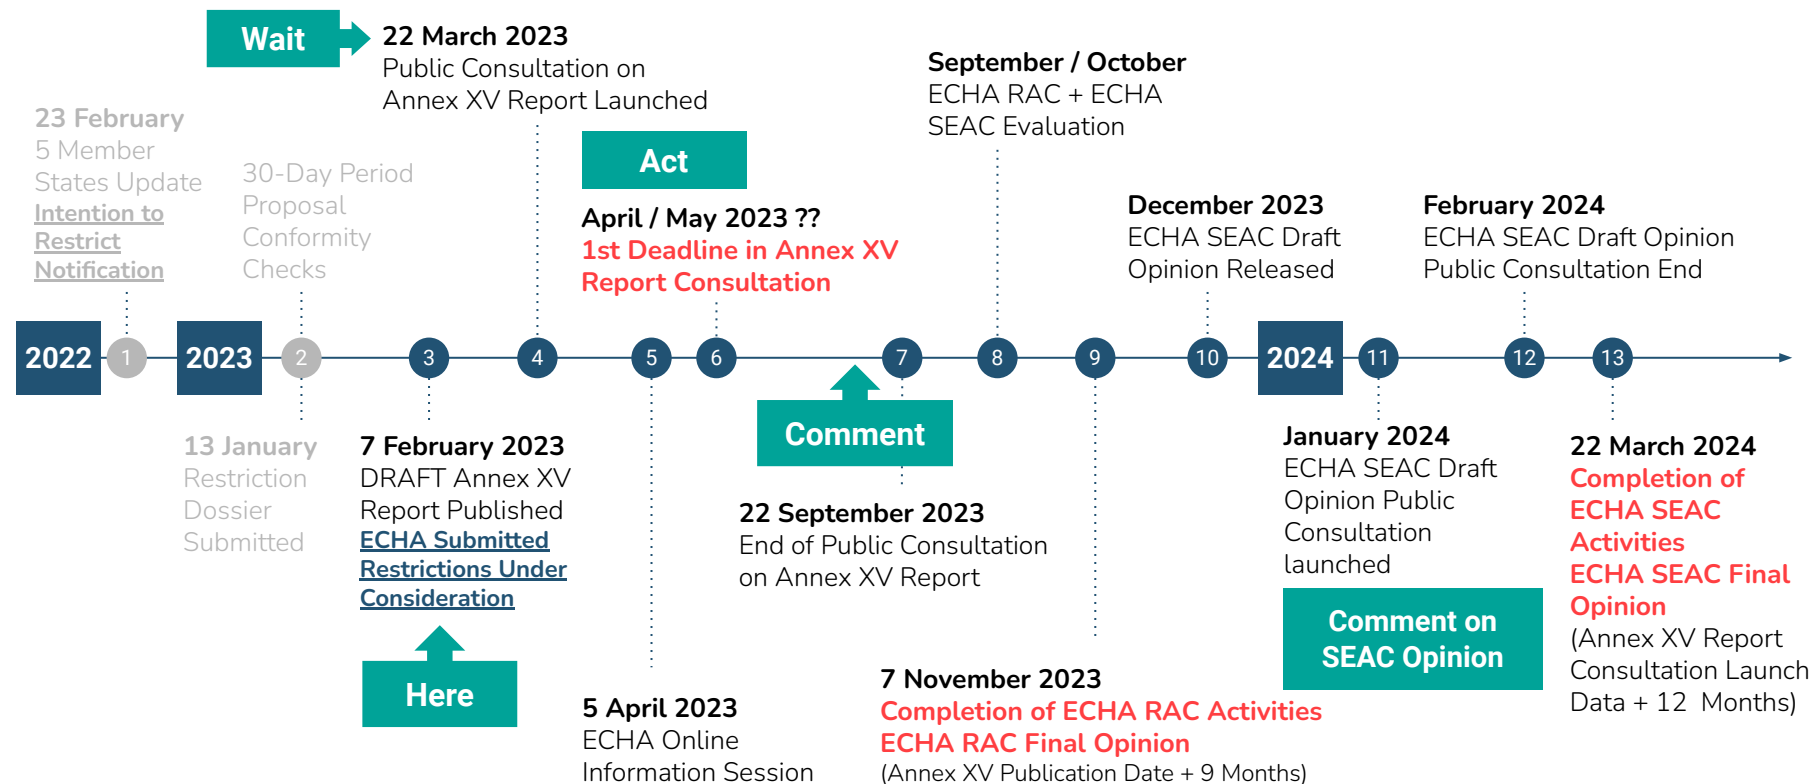 Wait
22 March 2023
Public Consultation on
Annex XV Report Launched
September / October
ECHA RAC + ECHA
SEAC Evaluation
23 February
5 Member
States Update
Intention to
Restrict
Notification
30-Day Period
Proposal
Conformity
Checks
Act
April / May 2023 ??
1st Deadline in Annex XV
Report Consultation
December 2023
ECHA SEAC Draft
Opinion Released
February 2024
ECHA SEAC Draft Opinion
Public Consultation End
2022 1 2023 2 3 4 5 6 7 8 9 10 2024 11 12 13
13 January
Restriction
Dossier
Submitted
7 February 2023
DRAFT Annex XV
Report Published
ECHA Submitted
Restrictions Under
Consideration
Here
5 April 2023
ECHA Online
Information Session
Comment
22 September 2023
End of Public Consultation
on Annex XV Report
7 November 2023
Completion of ECHA RAC Activities
ECHA RAC Final Opinion
(Annex XV Publication Date + 9 Months)
January 2024
ECHA SEAC Draft
Opinion Public
Consultation
launched
Comment on
SEAC Opinion
22 March 2024
Completion of
ECHA SEAC
Activities
ECHA SEAC Final
Opinion
(Annex XV Report
Consultation Launch
Data + 12 Months)